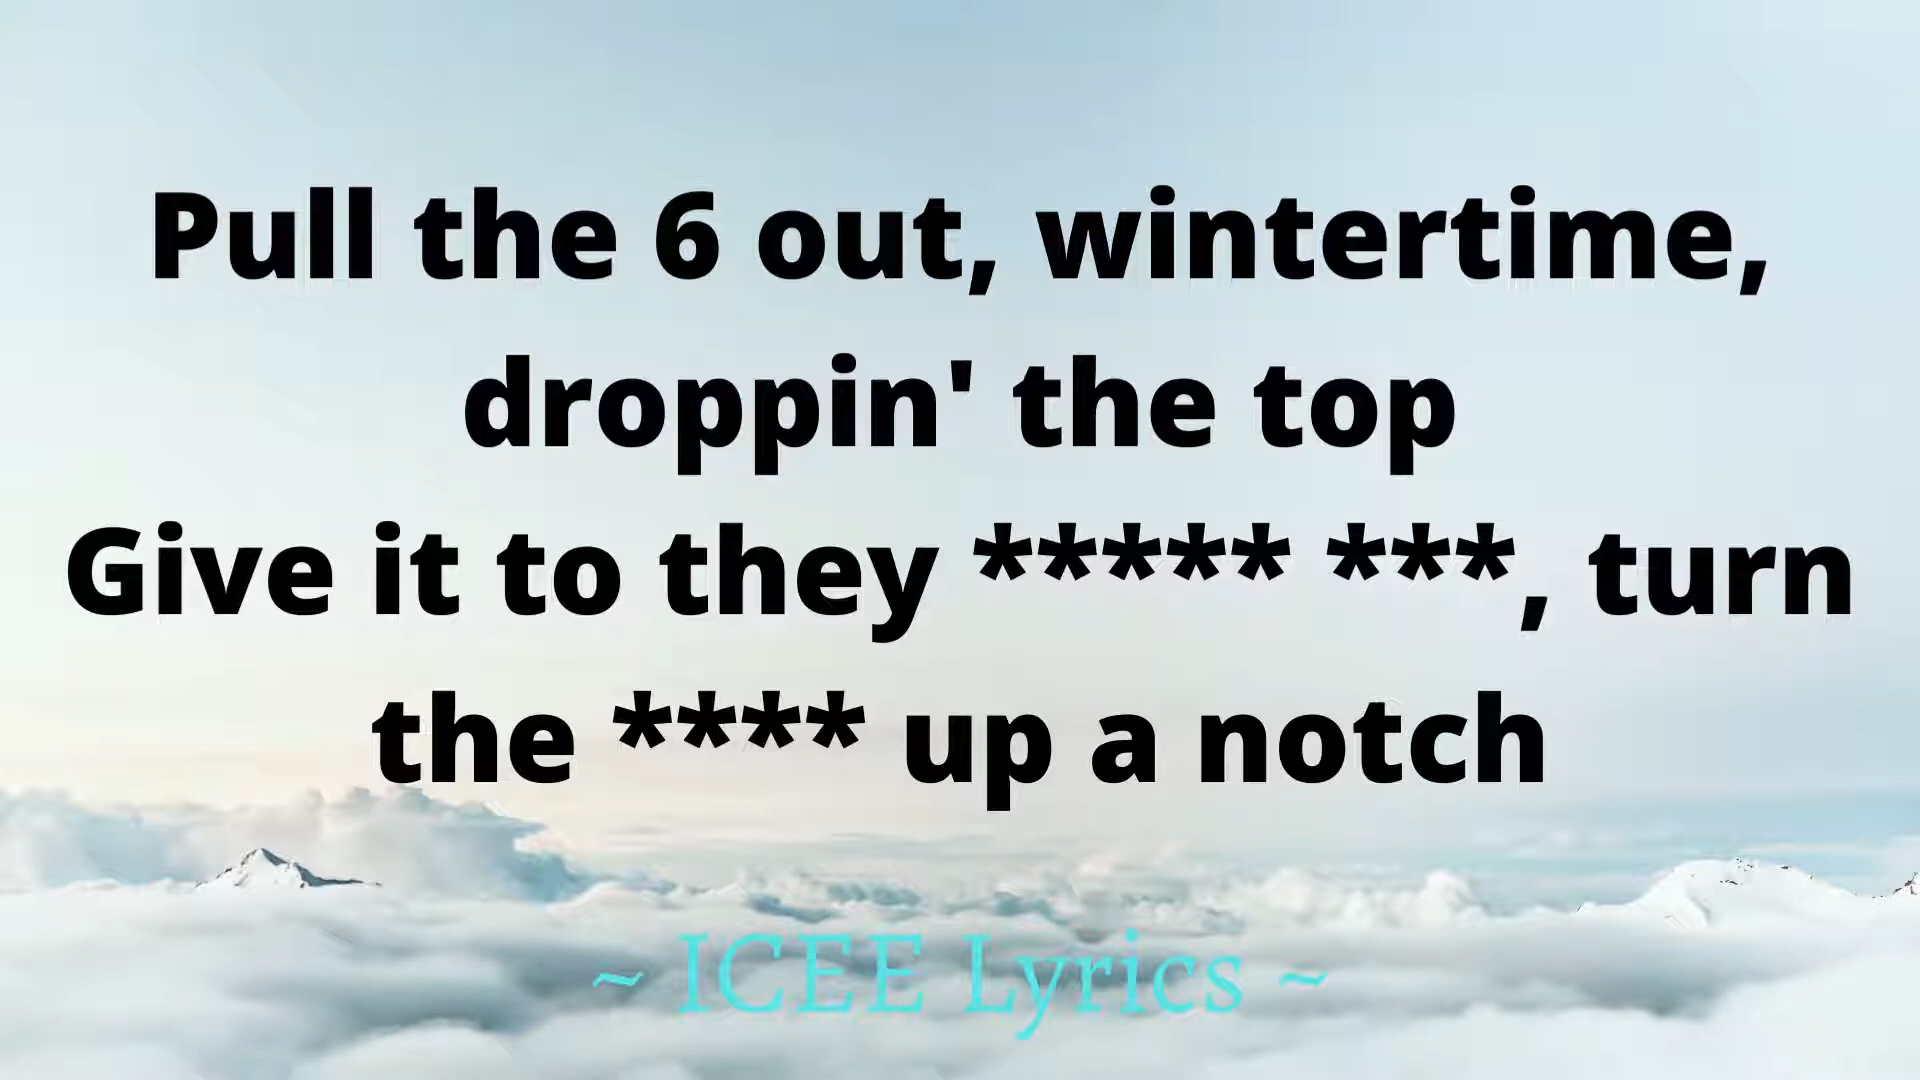 Pull the 6 out, wintertime,
droppin' the top
Give it to they ***** ***, turn
the **** up a notch
~ ICEE Lyrics ~